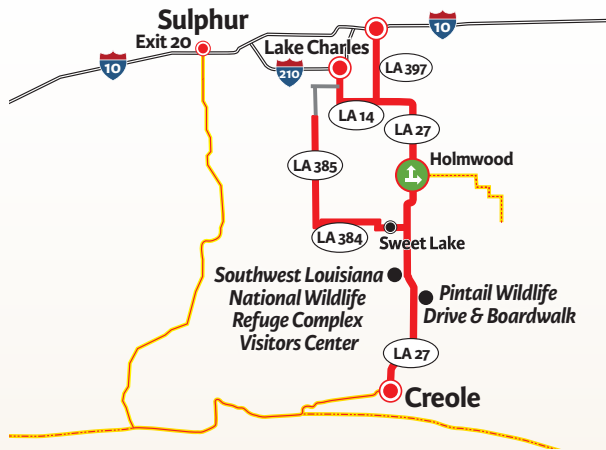 Sulphur
Exit 20
Lake Charles
10
10
210
LA 397
LA 14
LA 27
Holmwood
LA 385
LA 384
Sweet Lake
Southwest Louisiana
National Wildlife
Refuge Complex
Visitors Center
Pintail Wildlife
Drive & Boardwalk
LA 27
Creole